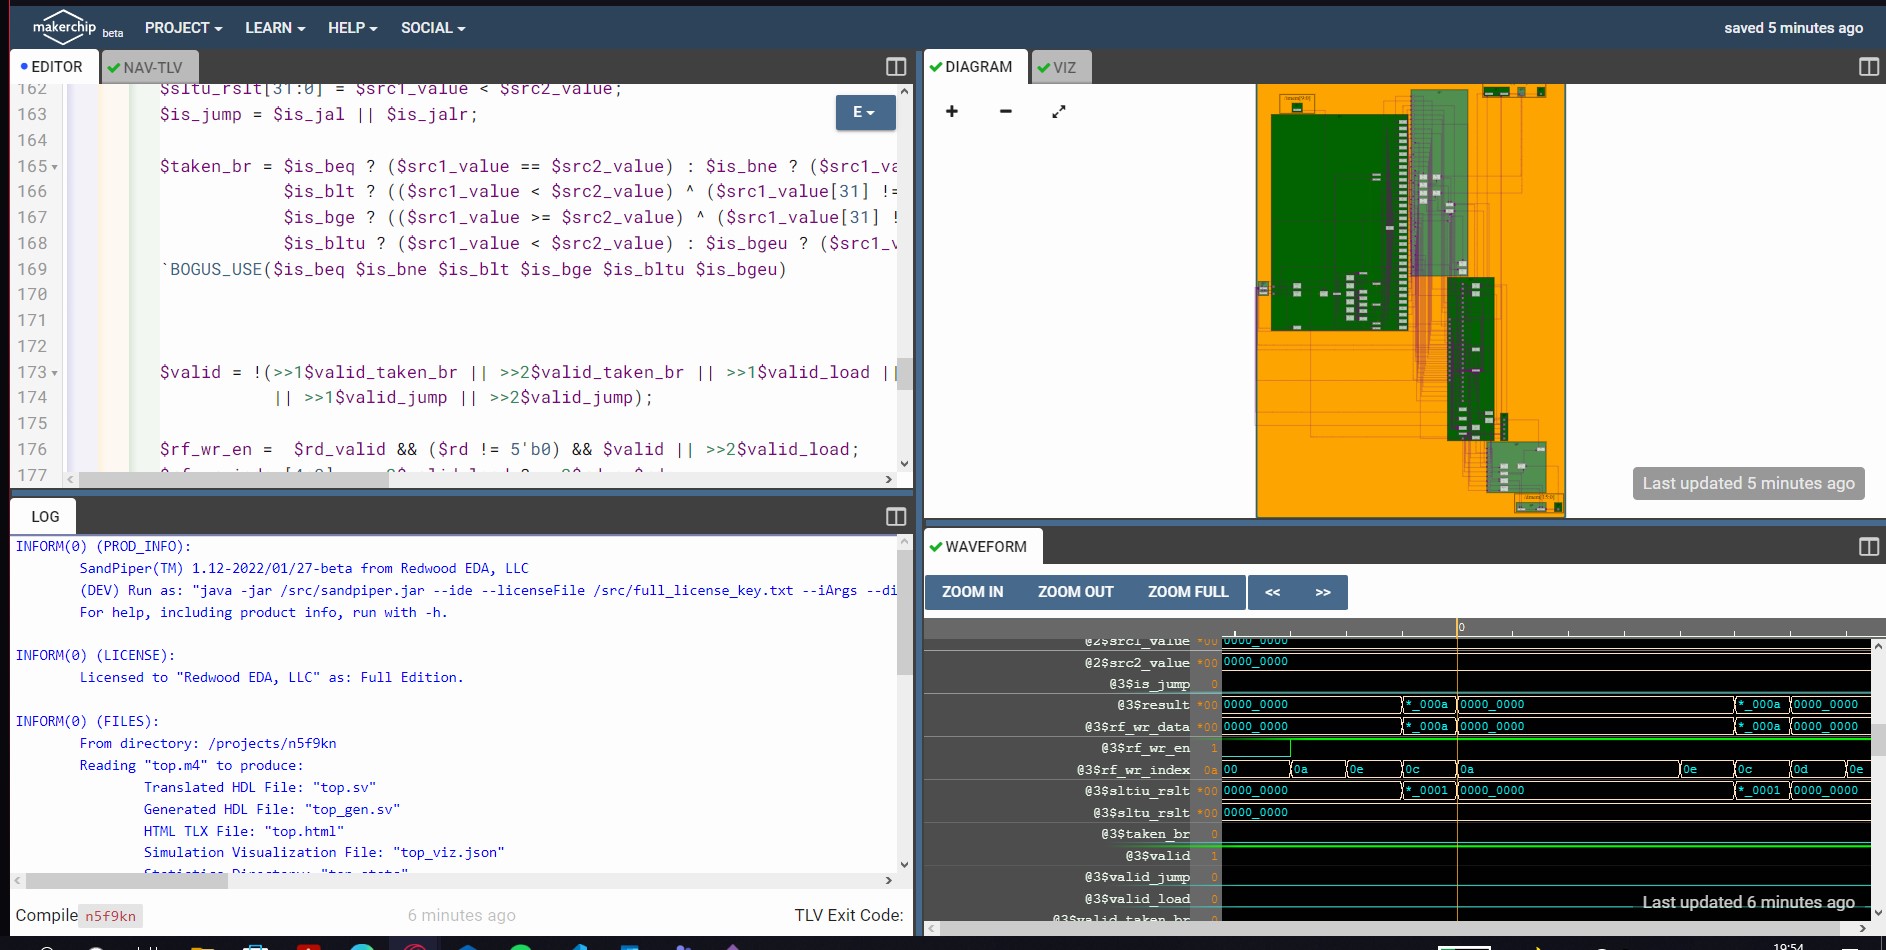 makerchip beta PROJECT LEARN HELP SOCIAL saved 5 minutes ago
EDITOR NAV-TLV
162 $sltu_rslt[31:0] = $src1_value < $src2_value;
163 $is_jump = $is_jal || $is_jalr;
E
164
165 $taken_br = $is_beq ? ($src1_value == $src2_value) : $is_bne ? ($src1_va
166 $is_blt ? (($src1_value < $src2_value) ^ ($src1_value[31] !=
167 $is_bge ? (($src1_value >= $src2_value) ^ ($src1_value[31] !
168 $is_bltu ? ($src1_value < $src2_value) : $is_bgeu ? ($src1_v
169 `BOGUS_USE($is_beq $is_bne $is_blt $is_bge $is_bltu $is_bgeu)
170
171
172
173 $valid = !(>>1$valid_taken_br || >>2$valid_taken_br || >>1$valid_load ||
174 || >>1$valid_jump || >>2$valid_jump);
175
176 $rf_wr_en =  $rd_valid && ($rd != 5'b0) && $valid || >>2$valid_load;
177
LOG
INFORM(0) (PROD_INFO):
SandPiper(TM) 1.12-2022/01/27-beta from Redwood EDA, LLC
(DEV) Run as: "java -jar /src/sandpiper.jar --ide --licenseFile /src/full_license_key.txt --iArgs --di
For help, including product info, run with -h.
INFORM(0) (LICENSE):
Licensed to "Redwood EDA, LLC" as: Full Edition.
INFORM(0) (FILES):
From directory: /projects/n5f9kn
Reading "top.m4" to produce:
Translated HDL File: "top.sv"
Generated HDL File: "top_gen.sv"
HTML TLX File: "top.html"
Simulation Visualization File: "top_viz.json"
Statistics Directory: "top_stats"
Compile n5f9kn 6 minutes ago TLV Exit Code:
DIAGRAM VIZ
+ − 
Last updated 5 minutes ago
WAVEFORM
ZOOM IN ZOOM OUT ZOOM FULL << >>
0
@2$src1_value *00 0000_0000
@2$src2_value *00 0000_0000
@3$is_jump 0
@3$result *00 0000_0000 *_000a 0000_0000 *_000a 0000_0000
@3$rf_wr_data *00 0000_0000 *_000a 0000_0000 *_000a 0000_0000
@3$rf_wr_en 1
@3$rf_wr_index 0a 00 0a 0e 0c 0a 0e 0c 0d 0e
@3$sltiu_rslt *00 0000_0000 *_0001 0000_0000 *_0001 0000_0000
@3$sltu_rslt *00 0000_0000
@3$taken_br 0
@3$valid 1
@3$valid_jump 0
@3$valid_load 0
@3$valid_taken_br 0
Last updated 6 minutes ago
19:54